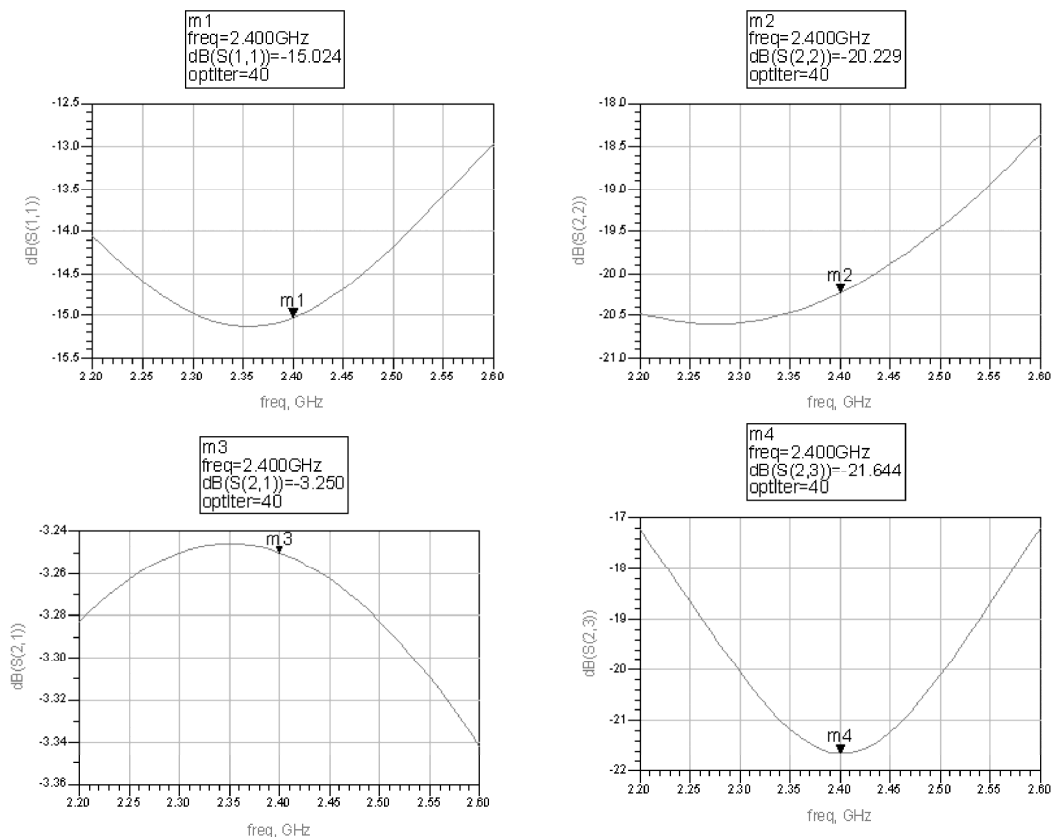 m1
freq=2.400GHz
dB(S(1,1))=-15.024
optIter=40
-12.5
-13.0
-13.5
-14.0
-14.5
-15.0
-15.5
dB(S(1,1))
m1
2.20 2.25 2.30 2.35 2.40 2.45 2.50 2.55 2.60
freq, GHz
m2
freq=2.400GHz
dB(S(2,2))=-20.229
optIter=40
-18.0
-18.5
-19.0
-19.5
-20.0
-20.5
-21.0
dB(S(2,2))
m2
2.20 2.25 2.30 2.35 2.40 2.45 2.50 2.55 2.60
freq, GHz
m3
freq=2.400GHz
dB(S(2,1))=-3.250
optIter=40
-3.24
-3.26
-3.28
-3.30
-3.32
-3.34
-3.36
dB(S(2,1))
m3
2.20 2.25 2.30 2.35 2.40 2.45 2.50 2.55 2.60
freq, GHz
m4
freq=2.400GHz
dB(S(2,3))=-21.644
optIter=40
-17
-18
-19
-20
-21
-22
dB(S(2,3))
m4
2.20 2.25 2.30 2.35 2.40 2.45 2.50 2.55 2.60
freq, GHz